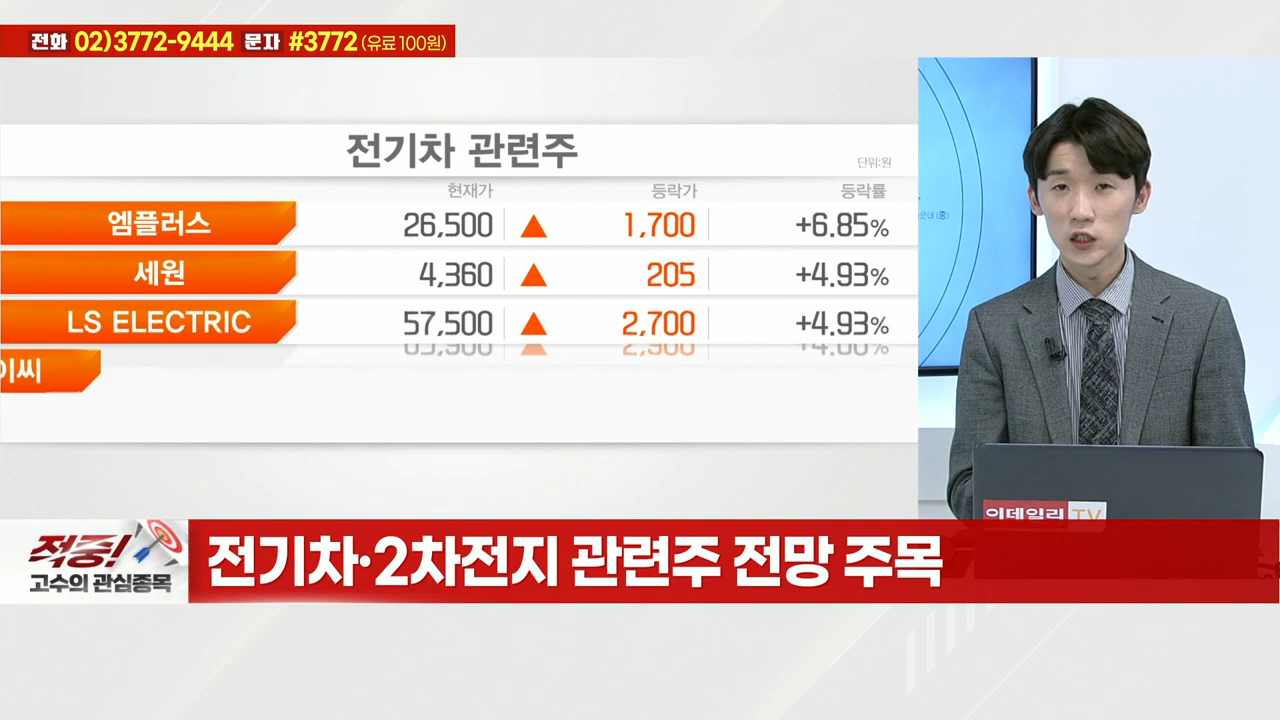 전화 02)3772-9444 문자 #3772 (유료 100원)
전기차 관련주
단위:원
현재가 등락가 등락률
엠플러스 26,500 ▲ 1,700 +6.85%
세원 4,360 ▲ 205 +4.93%
LS ELECTRIC 57,500 ▲ 2,700 +4.93%
이씨
이데일리 TV
적중!
고수의 관심종목
전기차·2차전지 관련주 전망 주목